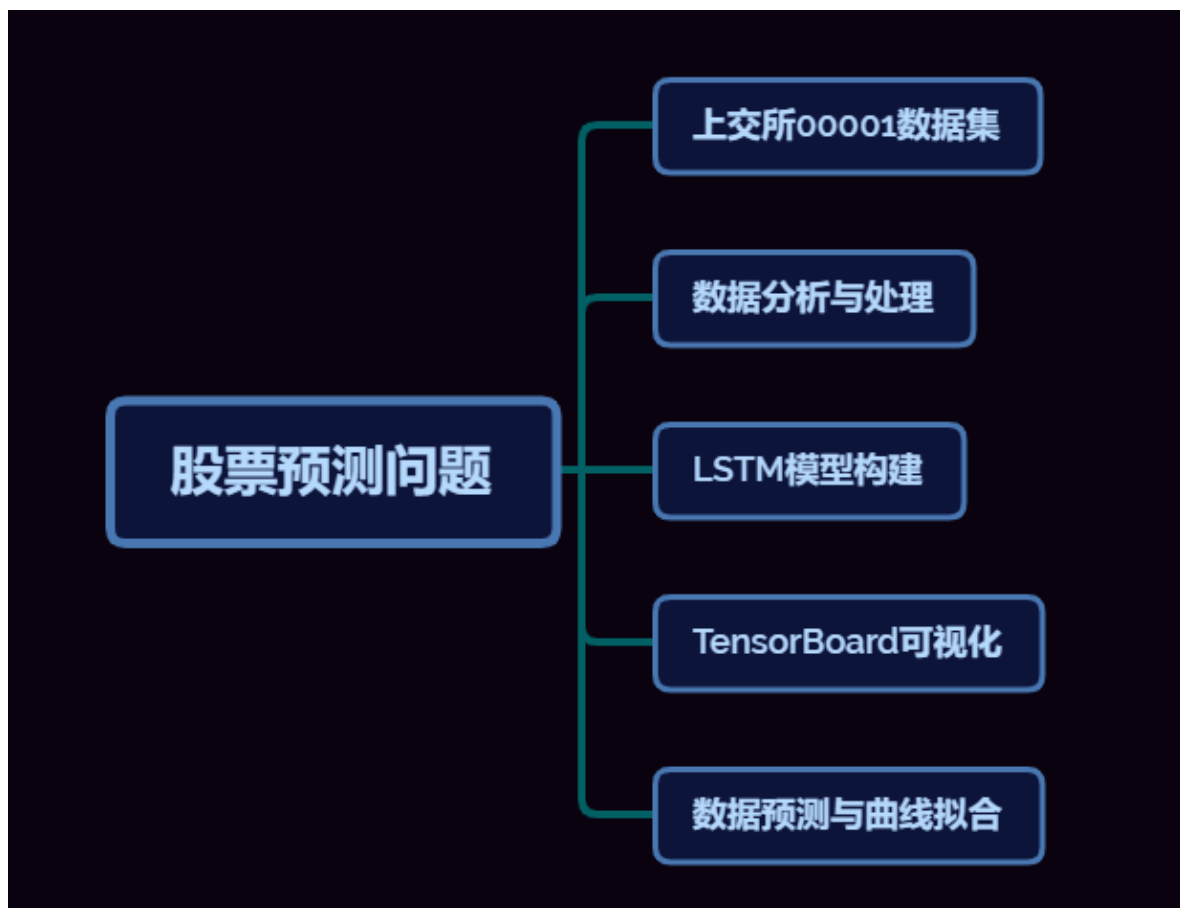 上交所00001数据集
数据分析与处理
股票预测问题
LSTM模型构建
TensorBoard可视化
数据预测与曲线拟合